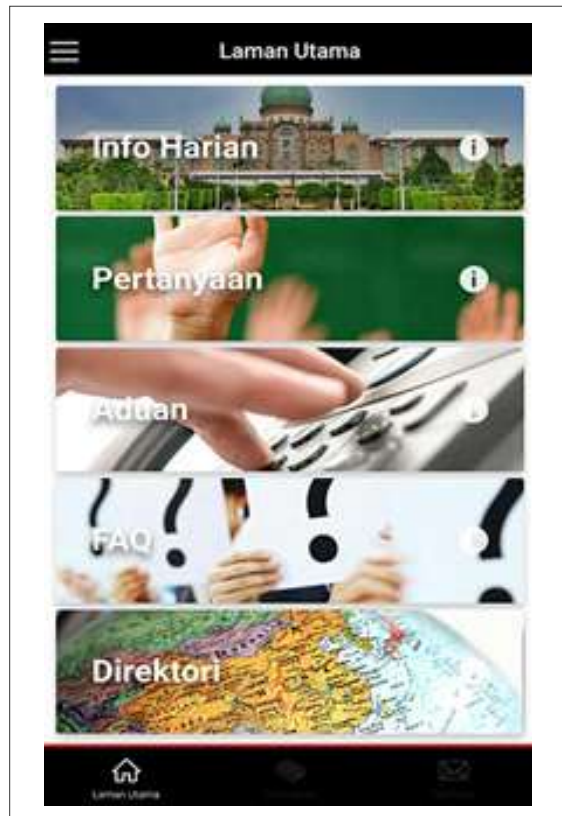 Laman Utama
Info Harian
Pertanyaan
Aduan
FAQ
Direktori
Laman Utama